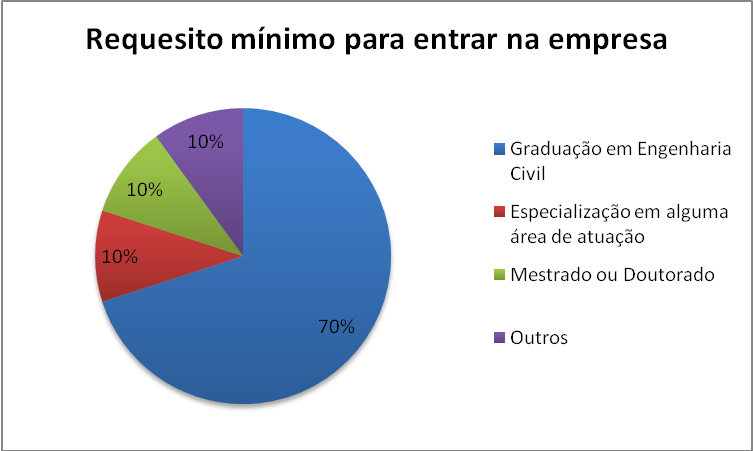 Requesito mínimo para entrar na empresa
10%
10%
10%
70%
Graduação em Engenharia
Civil
Especialização em alguma
área de atuação
Mestrado ou Doutorado
Outros